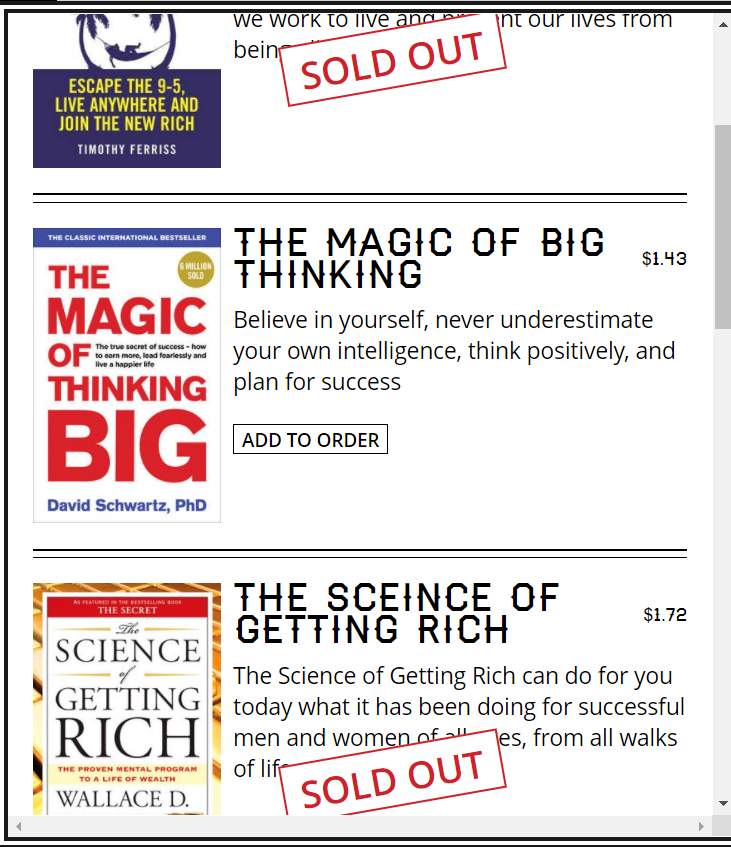 we work to live and prevent our lives from
being
SOLD OUT
ESCAPE THE 9-5,
LIVE ANYWHERE AND
JOIN THE NEW RICH
TIMOTHY FERRISS
THE CLASSIC INTERNATIONAL BESTSELLER
6 MILLION
SOLD
THE
MAGIC
OF
The true secret of success – how
to earn more, lead fearlessly and
live a happier life
THINKING
BIG
David Schwartz, PhD
THE MAGIC OF BIG
THINKING
$1.43
Believe in yourself, never underestimate
your own intelligence, think positively, and
plan for success
ADD TO ORDER
AS FEATURED IN THE BESTSELLING BOOK
THE SECRET
The
SCIENCE
of
GETTING
RICH
THE PROVEN MENTAL PROGRAM
TO A LIFE OF WEALTH
WALLACE D.
THE SCEINCE OF
GETTING RICH
$1.72
The Science of Getting Rich can do for you
today what it has been doing for successful
men and women of all ages, from all walks
of life
SOLD OUT